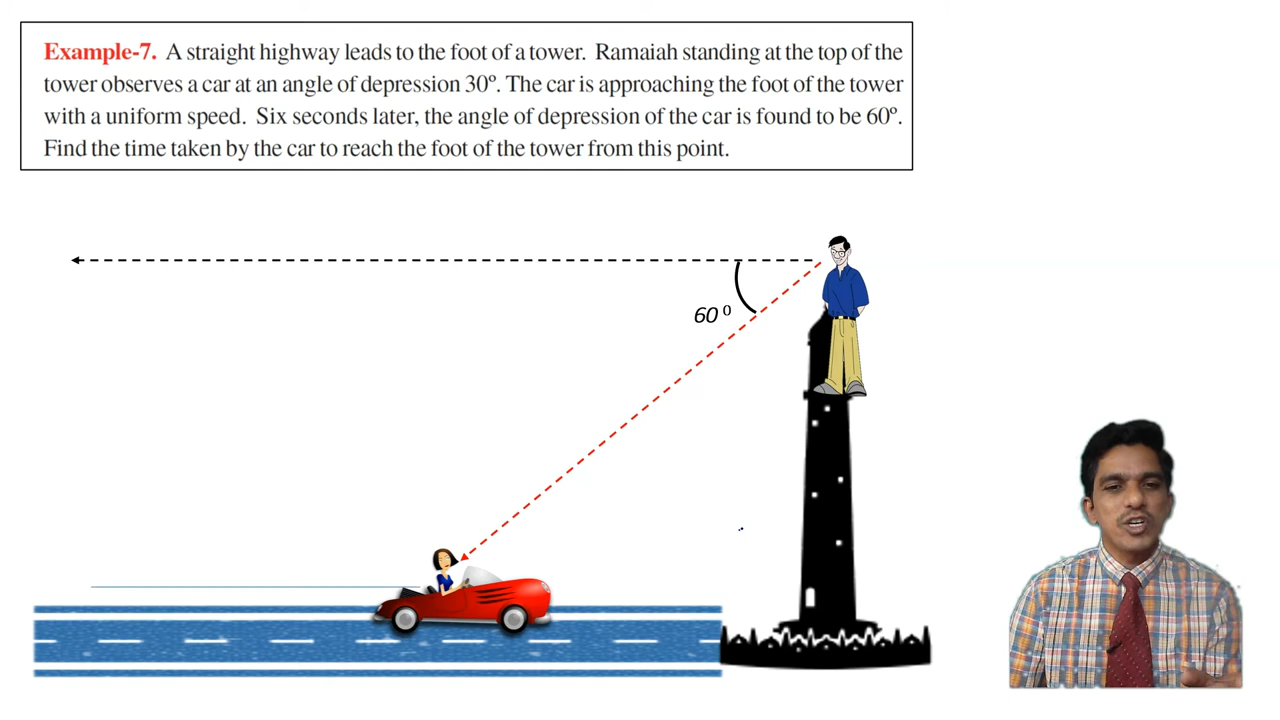 Example-7. A straight highway leads to the foot of a tower. Ramaiah standing at the top of the
tower observes a car at an angle of depression 30º. The car is approaching the foot of the tower
with a uniform speed. Six seconds later, the angle of depression of the car is found to be 60º.
Find the time taken by the car to reach the foot of the tower from this point.
60⁰